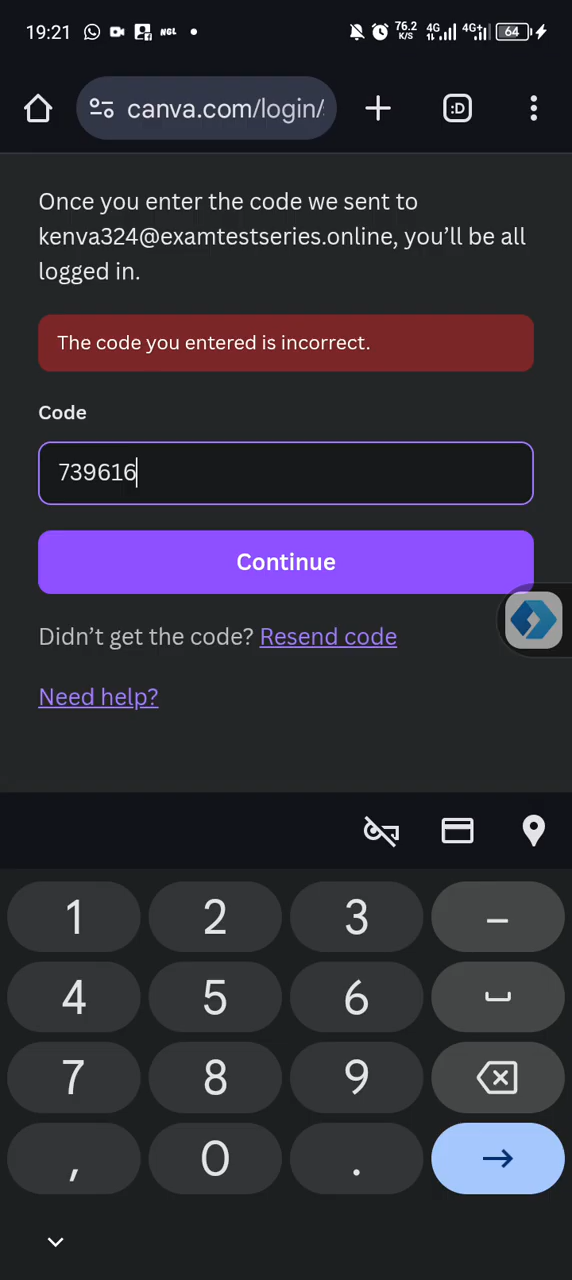 19:21 NGL 76.2 K/S 4G 4G+ 64
canva.com/login/
:D
Once you enter the code we sent to
kenva324@examtestseries.online, you’ll be all
logged in.
The code you entered is incorrect.
Code
739616
Continue
Didn’t get the code? Resend code
Need help?
1 2 3 –
4 5 6
7 8 9
, 0 .